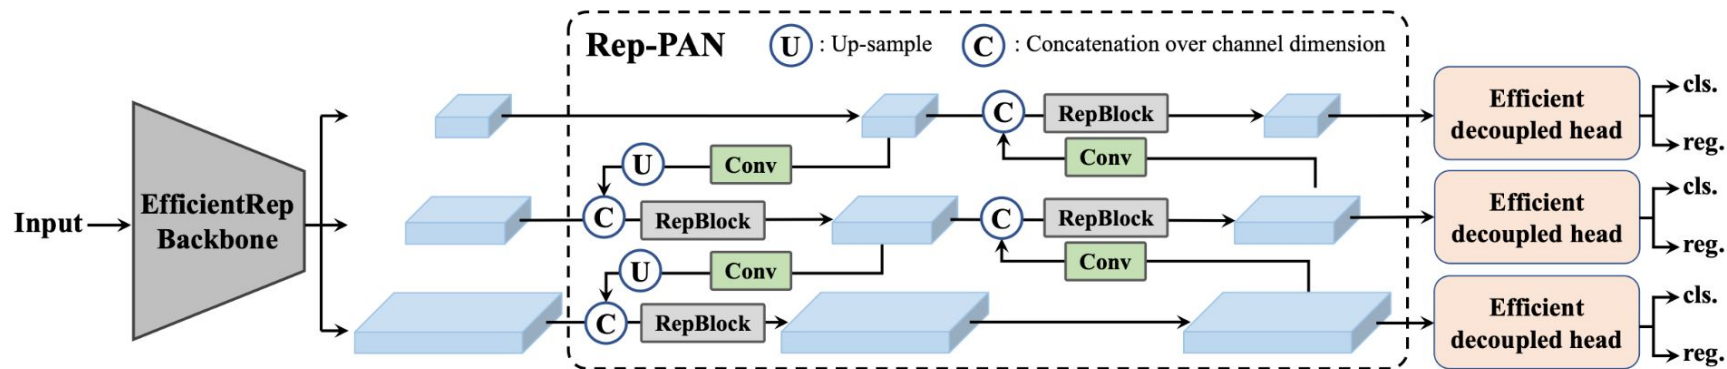 Rep-PAN U : Up-sample C : Concatenation over channel dimension
Input
EfficientRep
Backbone
C RepBlock
Conv
U Conv
C RepBlock
C RepBlock
Conv
U Conv
C RepBlock
Efficient
decoupled head
cls.
reg.
Efficient
decoupled head
cls.
reg.
Efficient
decoupled head
cls.
reg.